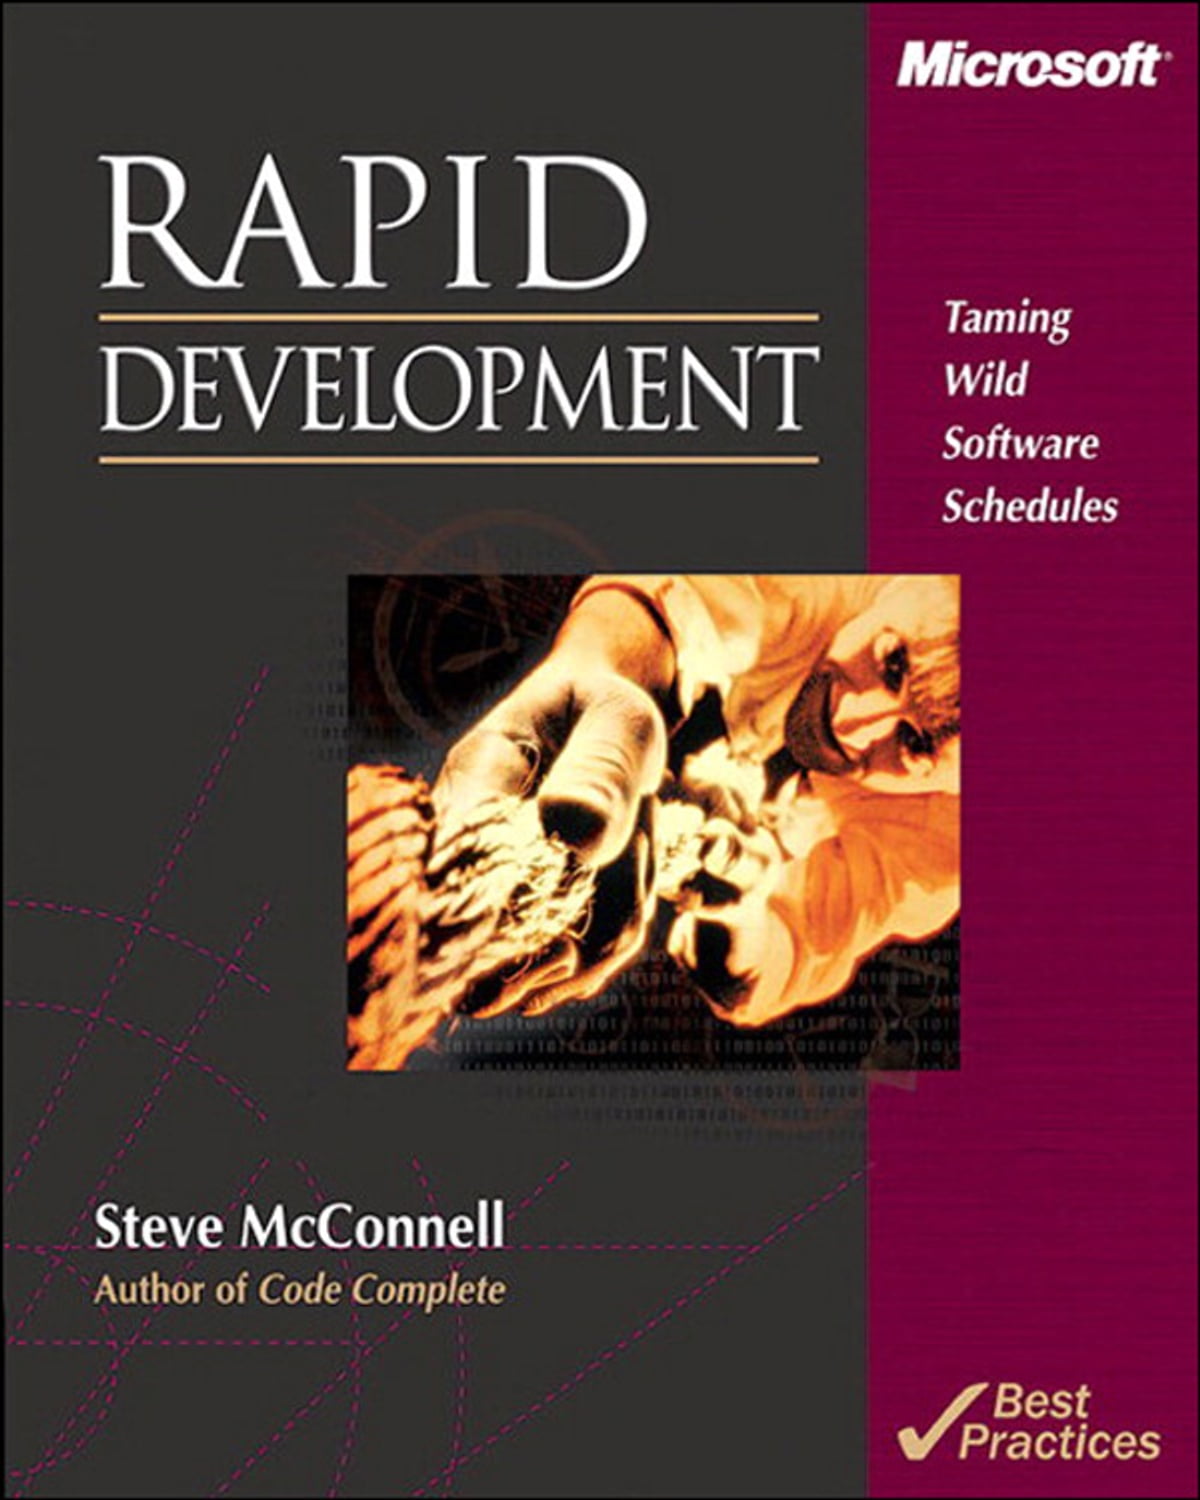 Microsoft®
RAPID
DEVELOPMENT
Taming
Wild
Software
Schedules
Steve McConnell
Author of Code Complete
Best
Practices